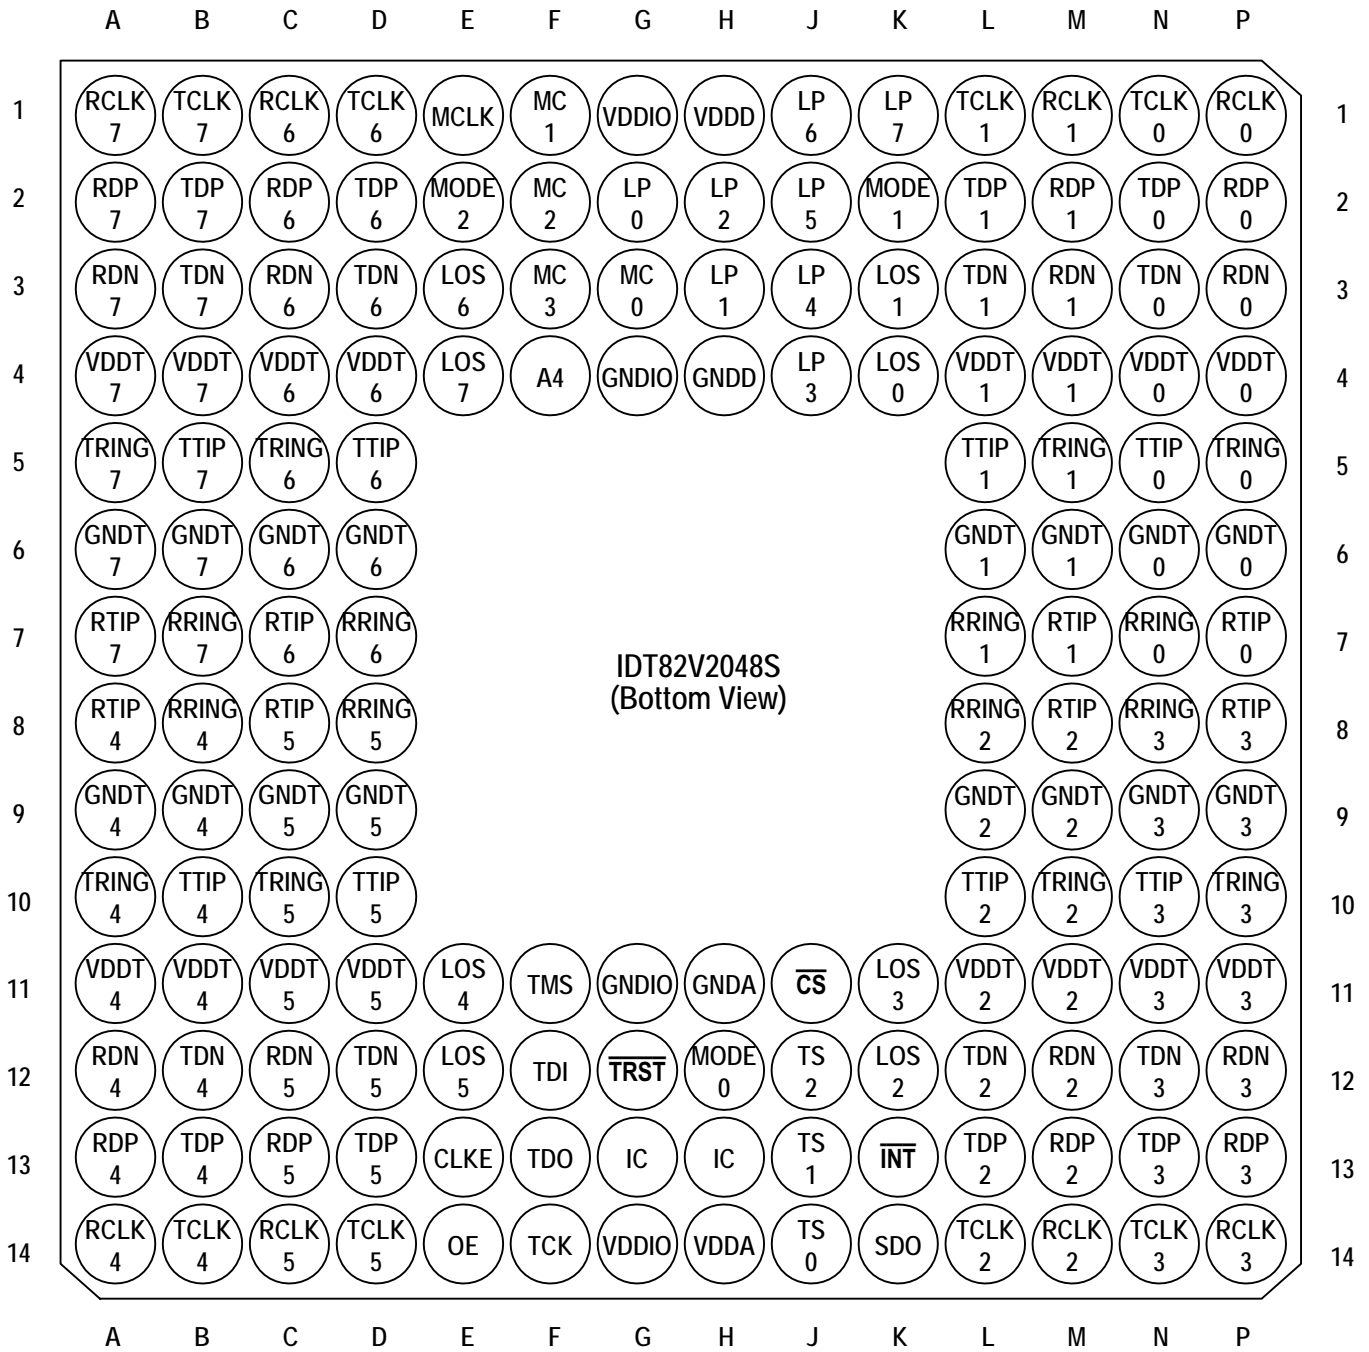 A B C D E F G H J K L M N P
1 RCLK TCLK RCLK TCLK MCLK MC VDDIO VDDD LP LP TCLK RCLK TCLK RCLK 1
7 7 6 6 1 6 7 1 1 0 0
2 RDP TDP RDP TDP MODE MC LP LP LP MODE TDP RDP TDP RDP 2
7 7 6 6 2 2 0 2 5 1 1 1 0 0
3 RDN TDN RDN TDN LOS MC MC LP LP LOS TDN RDN TDN RDN 3
7 7 6 6 6 3 0 1 4 1 1 1 0 0
4 VDDT VDDT VDDT VDDT LOS A4 GNDIO GNDD LP LOS VDDT VDDT VDDT VDDT 4
7 7 6 6 7 3 0 1 1 0 0
5 TRING TTIP TRING TTIP TTIP TRING TTIP TRING 5
7 7 6 6 1 1 0 0
6 GNDT GNDT GNDT GNDT GNDT GNDT GNDT GNDT 6
7 7 6 6 1 1 0 0
7 RTIP RRING RTIP RRING RRING RTIP RRING RTIP 7
7 7 6 6 1 1 0 0
IDT82V2048S
(Bottom View)
8 RTIP RRING RTIP RRING RRING RTIP RRING RTIP 8
4 4 5 5 2 2 3 3
9 GNDT GNDT GNDT GNDT GNDT GNDT GNDT GNDT 9
4 4 5 5 2 2 3 3
10 TRING TTIP TRING TTIP TTIP TRING TTIP TRING 10
4 4 5 5 2 2 3 3
11 VDDT VDDT VDDT VDDT LOS TMS GNDIO GNDA CS LOS VDDT VDDT VDDT VDDT 11
4 4 5 5 4 3 2 2 3 3
12 RDN TDN RDN TDN LOS TDI TRST MODE TS LOS TDN RDN TDN RDN 12
4 4 5 5 5 0 2 2 2 2 3 3
13 RDP TDP RDP TDP CLKE TDO IC IC TS INT TDP RDP TDP RDP 13
4 4 5 5 1 2 2 3 3
14 RCLK TCLK RCLK TCLK OE TCK VDDIO VDDA TS SDO TCLK RCLK TCLK RCLK 14
4 4 5 5 0 2 2 3 3
A B C D E F G H J K L M N P